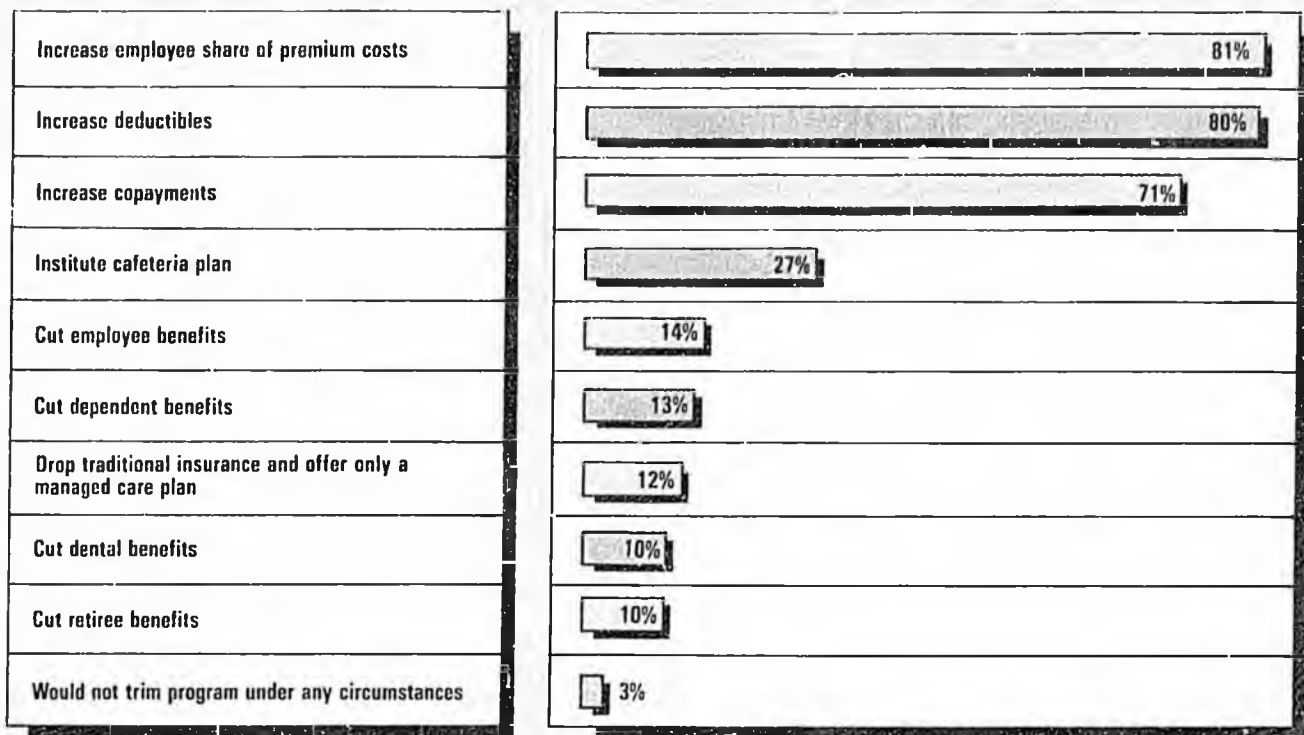 Increase employee share of premium costs
81%
Increase deductibles
80%
Increase copayments
71%
Institute cafeteria plan
27%
Cut employee benefits
14%
Cut dependent benefits
13%
Drop traditional insurance and offer only a
managed care plan
12%
Cut dental benefits
10%
Cut retiree benefits
10%
Would not trim program under any circumstances
3%